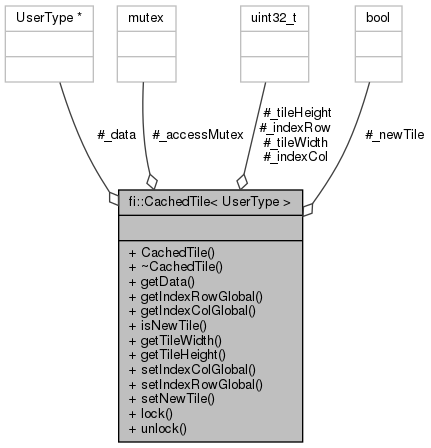 UserType *
mutex
uint32_t
bool
#_data
#_accessMutex
#_tileHeight
#_indexRow
#_tileWidth
#_indexCol
#_newTile
fi::CachedTile< UserType >
+ CachedTile()
+ ~CachedTile()
+ getData()
+ getIndexRowGlobal()
+ getIndexColGlobal()
+ isNewTile()
+ getTileWidth()
+ getTileHeight()
+ setIndexColGlobal()
+ setIndexRowGlobal()
+ setNewTile()
+ lock()
+ unlock()